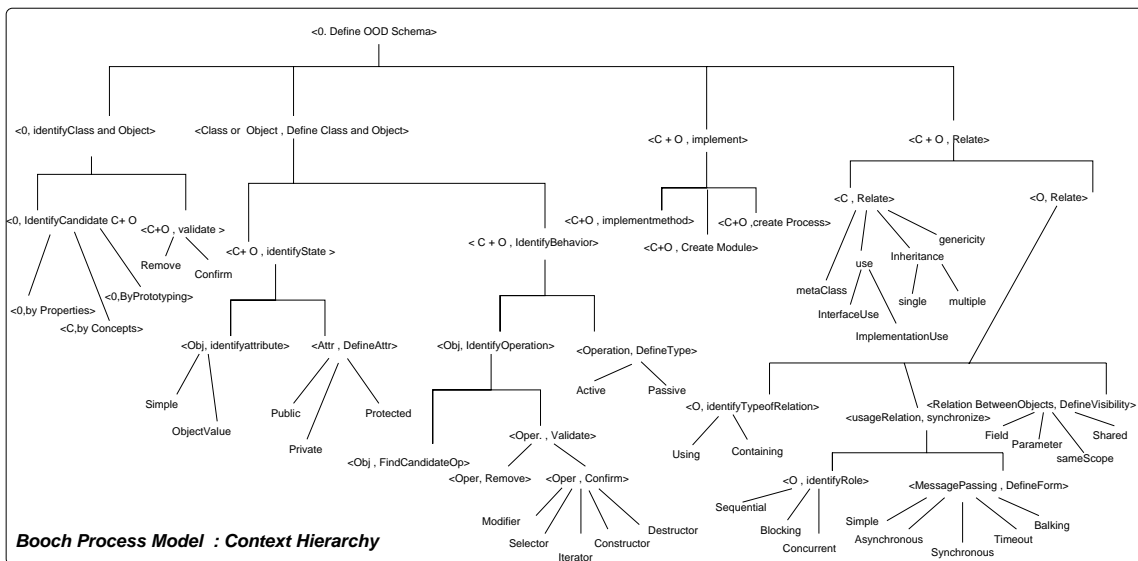 <0. Define OOD Schema>
<0, identifyClass and Object>
<Class or Object , Define Class and Object>
<C + O , implement>
<C + O , Relate>
<0, IdentifyCandidate C+ O
<C+O , validate >
Remove
Confirm
<0,by Properties>
<0,ByPrototyping>
<C,by Concepts>
<C+ O , identifyState >
<C + O , IdentifyBehavior>
<C+O , implementmethod>
<C+O ,create Process>
<C+O , Create Module>
<C , Relate>
<O, Relate>
genericity
Inheritance
use
metaClass
single
multiple
InterfaceUse
ImplementationUse
<Obj, identifyattribute>
<Attr , DefineAttr>
<Obj, IdentifyOperation>
<Operation, DefineType>
Active
Passive
Simple
ObjectValue
Public
Protected
Private
<O, identifyTypeofRelation>
<usageRelation, synchronize>
<Relation BetweenObjects, DefineVisibility>
Using
Containing
Field
Parameter
sameScope
Shared
<Obj , FindCandidateOp>
<Oper. , Validate>
<Oper, Remove>
<Oper , Confirm>
Modifier
Selector
Iterator
Constructor
Destructor
<O , identifyRole>
<MessagePassing , DefineForm>
Sequential
Blocking
Concurrent
Simple
Asynchronous
Synchronous
Timeout
Balking
Booch Process Model : Context Hierarchy